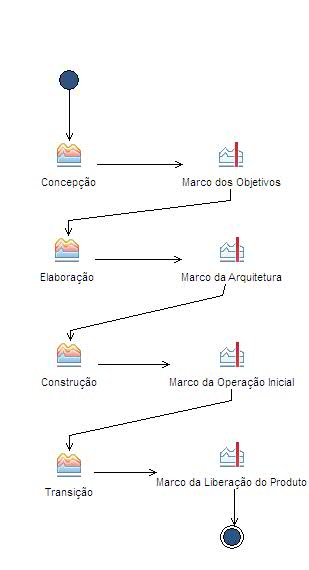 Concepção
Marco dos Objetivos
Elaboração
Marco da Arquitetura
Construção
Marco da Operação Inicial
Transição
Marco da Liberação do Produto